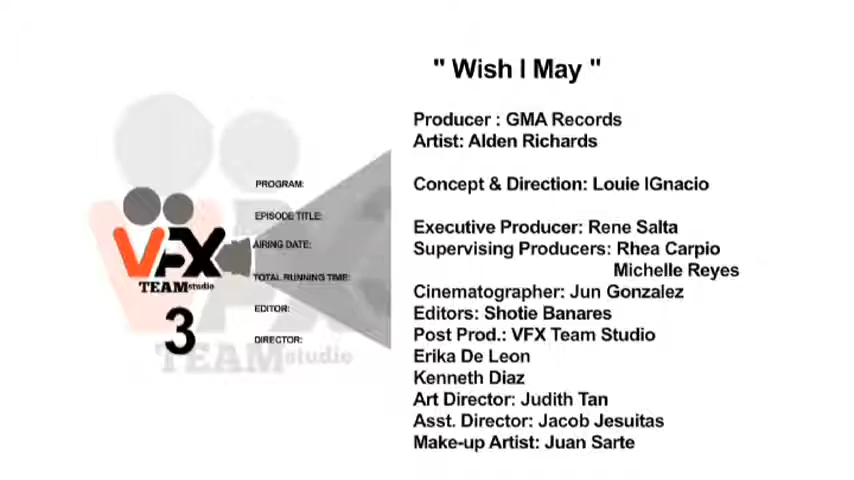 " Wish I May "
Producer : GMA Records
Artist: Alden Richards
Concept & Direction: Louie IGnacio
Executive Producer: Rene Salta
Supervising Producers: Rhea Carpio
Michelle Reyes
Cinematographer: Jun Gonzalez
Editors: Shotie Banares
Post Prod.: VFX Team Studio
Erika De Leon
Kenneth Diaz
Art Director: Judith Tan
Asst. Director: Jacob Jesuitas
Make-up Artist: Juan Sarte
PROGRAM:
EPISODE TITLE:
AIRING DATE:
TOTAL RUNNING TIME:
EDITOR:
DIRECTOR:
VFX
TEAMstudio
3
VFX
TEAMstudio